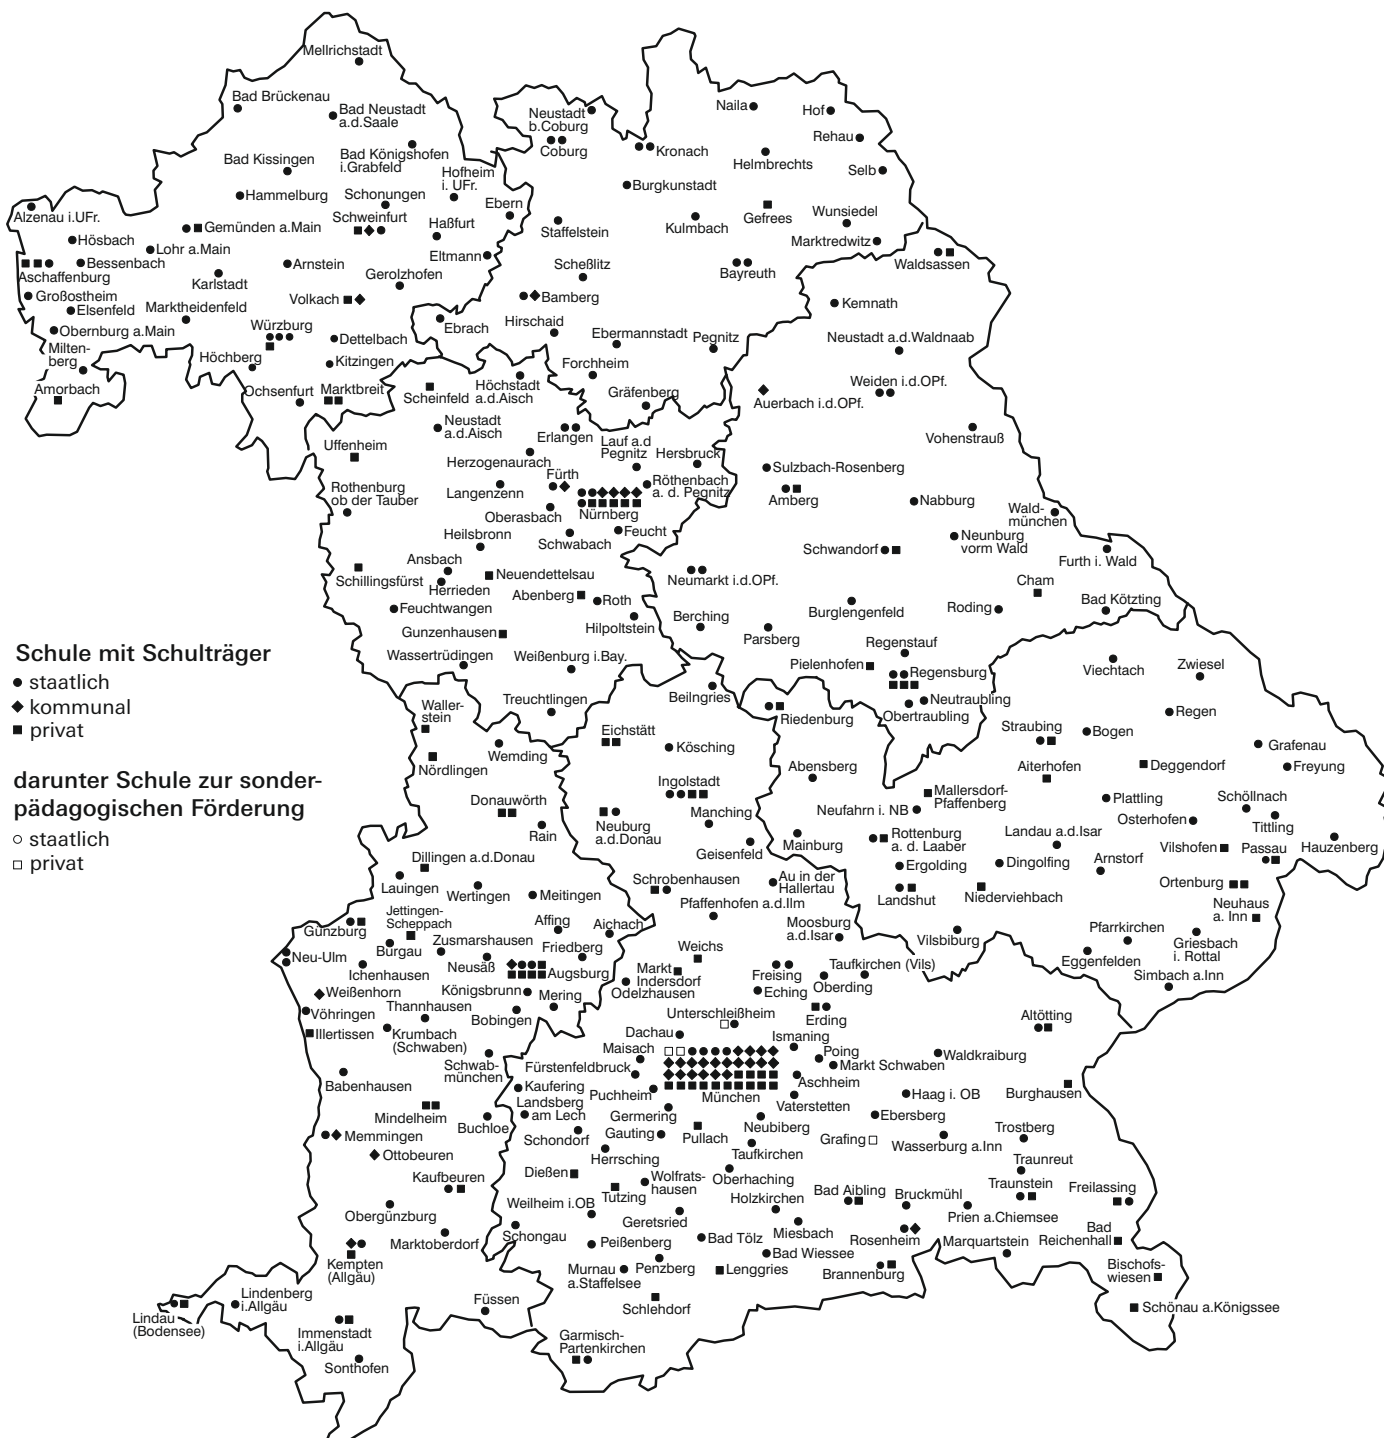 Mellrichstadt
Bad Brückenau
Bad Neustadt
a.d.Saale
Neustadt
b.Coburg
Coburg
Naila
Hof
Rehau
Bad Kissingen
Bad Königshofen
i.Grabfeld
Kronach
Helmbrechts
Selb
Hammelburg
Schonungen
Hofheim
i. UFr.
Burgkunstadt
Alzenau i.UFr.
Gemünden a.Main
Schweinfurt
Haßfurt
Ebern
Staffelstein
Kulmbach
Gefrees
Wunsiedel
Marktredwitz
Hösbach
Lohr a.Main
Eltmann
Waldsassen
Aschaffenburg
Bessenbach
Karlstadt
Arnstein
Gerolzhofen
Scheßlitz
Bayreuth
Großostheim
Elsenfeld
Marktheidenfeld
Volkach
Bamberg
Kemnath
Obernburg a.Main
Würzburg
Dettelbach
Ebrach
Hirschaid
Ebermannstadt
Pegnitz
Neustadt a.d.Waldnaab
Milten-
berg
Höchberg
Kitzingen
Forchheim
Amorbach
Ochsenfurt
Marktbreit
Scheinfeld
Höchstadt
a.d.Aisch
Gräfenberg
Auerbach i.d.OPf.
Weiden i.d.OPf.
Uffenheim
Neustadt
a.d.Aisch
Erlangen
Lauf a.d
Pegnitz
Hersbruck
Vohenstrauß
Herzogenaurach
Fürth
Sulzbach-Rosenberg
Rothenburg
ob der Tauber
Langenzenn
Röthenbach
a. d. Pegnitz
Amberg
Nabburg
Oberasbach
Nürnberg
Wald-
münchen
Heilsbronn
Schwabach
Feucht
Schwandorf
Neunburg
vorm Wald
Ansbach
Furth i. Wald
Schillingsfürst
Herrieden
Neuendettelsau
Neumarkt i.d.OPf.
Cham
Abenberg
Roth
Feuchtwangen
Hilpoltstein
Berching
Burglengenfeld
Roding
Bad Kötzting
Gunzenhausen
Parsberg
Wassertrüdingen
Weißenburg i.Bay.
Regenstauf
Pielenhofen
Regensburg
Viechtach
Zwiesel
Schule mit Schulträger
staatlich
kommunal
privat
darunter Schule zur sonder-
pädagogischen Förderung
staatlich
privat
Waller-
stein
Treuchtlingen
Beilngries
Riedenburg
Neutraubling
Obertraubling
Straubing
Regen
Wemding
Eichstätt
Kösching
Bogen
Grafenau
Nördlingen
Ingolstadt
Abensberg
Aiterhofen
Deggendorf
Freyung
Donauwörth
Mallersdorf-
Pfaffenberg
Plattling
Schöllnach
Rain
Neuburg
a.d.Donau
Manching
Neufahrn i. NB
Osterhofen
Tittling
Geisenfeld
Mainburg
Rottenburg
a. d. Laaber
Landau a.d.Isar
Vilshofen
Passau
Hauzenberg
Dillingen a.d.Donau
Ergolding
Dingolfing
Arnstorf
Lauingen
Wertingen
Meitingen
Schrobenhausen
Au in der
Hallertau
Landshut
Niederviehbach
Ortenburg
Pfaffenhofen a.d.Ilm
Neuhaus
a. Inn
Jettingen-
Scheppach
Affing
Aichach
Moosburg
a.d.Isar
Günzburg
Burgau
Zusmarshausen
Friedberg
Weichs
Vilsbiburg
Pfarrkirchen
Griesbach
i. Rottal
Neu-Ulm
Ichenhausen
Neusäß
Augsburg
Markt
Indersdorf
Freising
Taufkirchen (Vils)
Eggenfelden
Simbach a.Inn
Weißenhorn
Königsbrunn
Mering
Odelzhausen
Eching
Oberding
Vöhringen
Thannhausen
Bobingen
Unterschleißheim
Erding
Altötting
Illertissen
Krumbach
(Schwaben)
Dachau
Ismaning
Schwab-
münchen
Maisach
Poing
Waldkraiburg
Fürstenfeldbruck
Markt Schwaben
Babenhausen
Kaufering
Aschheim
Puchheim
München
Vaterstetten
Haag i. OB
Burghausen
Mindelheim
Landsberg
am Lech
Germering
Neubiberg
Ebersberg
Buchloe
Memmingen
Schondorf
Gauting
Pullach
Grafing
Wasserburg a.Inn
Trostberg
Ottobeuren
Herrsching
Taufkirchen
Traunreut
Kaufbeuren
Dießen
Tutzing
Wolfrats-
hausen
Oberhaching
Bad Aibling
Bruckmühl
Traunstein
Freilassing
Obergünzburg
Weilheim i.OB
Geretsried
Holzkirchen
Prien a.Chiemsee
Marktoberdorf
Schongau
Peißenberg
Bad Tölz
Miesbach
Rosenheim
Marquartstein
Bad
Reichenhall
Kempten
(Allgäu)
Murnau
a.Staffelsee
Penzberg
Lenggries
Bad Wiessee
Brannenburg
Bischofs-
wiesen
Lindau
(Bodensee)
Lindenberg
i.Allgäu
Füssen
Schlehdorf
Schönau a.Königssee
Immenstadt
i.Allgäu
Garmisch-
Partenkirchen
Sonthofen